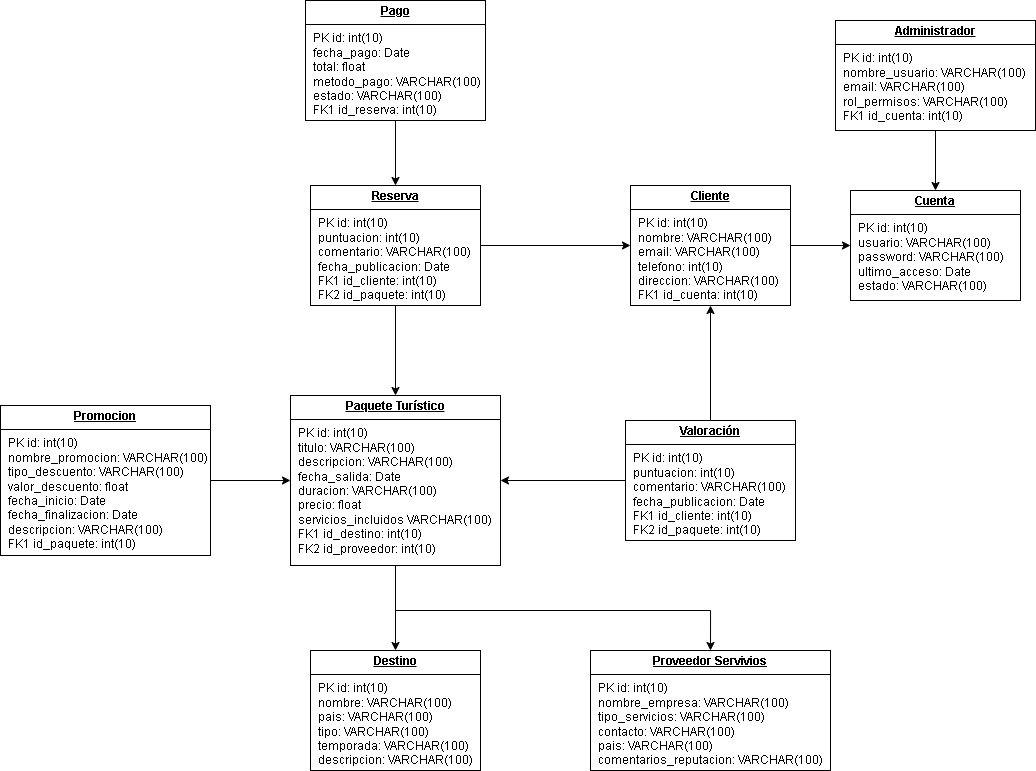 Pago
PK id: int(10)
fecha_pago: Date
total: float
metodo_pago: VARCHAR(100)
estado: VARCHAR(100)
FK1 id_reserva: int(10)
Administrador
PK id: int(10)
nombre_usuario: VARCHAR(100)
email: VARCHAR(100)
rol_permisos: VARCHAR(100)
FK1 id_cuenta: int(10)
Reserva
PK id: int(10)
puntuacion: int(10)
comentario: VARCHAR(100)
fecha_publicacion: Date
FK1 id_cliente: int(10)
FK2 id_paquete: int(10)
Cliente
PK id: int(10)
nombre: VARCHAR(100)
email: VARCHAR(100)
telefono: int(10)
direccion: VARCHAR(100)
FK1 id_cuenta: int(10)
Cuenta
PK id: int(10)
usuario: VARCHAR(100)
password: VARCHAR(100)
ultimo_acceso: Date
estado: VARCHAR(100)
Promocion
PK id: int(10)
nombre_promocion: VARCHAR(100)
tipo_descuento: VARCHAR(100)
valor_descuento: float
fecha_inicio: Date
fecha_finalizacion: Date
descripcion: VARCHAR(100)
FK1 id_paquete: int(10)
Paquete Turístico
PK id: int(10)
titulo: VARCHAR(100)
descripcion: VARCHAR(100)
fecha_salida: Date
duracion: VARCHAR(100)
precio: float
servicios_incluidos VARCHAR(100)
FK1 id_destino: int(10)
FK2 id_proveedor: int(10)
Valoración
PK id: int(10)
puntuacion: int(10)
comentario: VARCHAR(100)
fecha_publicacion: Date
FK1 id_cliente: int(10)
FK2 id_paquete: int(10)
Destino
PK id: int(10)
nombre: VARCHAR(100)
pais: VARCHAR(100)
tipo: VARCHAR(100)
temporada: VARCHAR(100)
descripcion: VARCHAR(100)
Proveedor Servivios
PK id: int(10)
nombre_empresa: VARCHAR(100)
tipo_servicios: VARCHAR(100)
contacto: VARCHAR(100)
pais: VARCHAR(100)
comentarios_reputacion: VARCHAR(100)